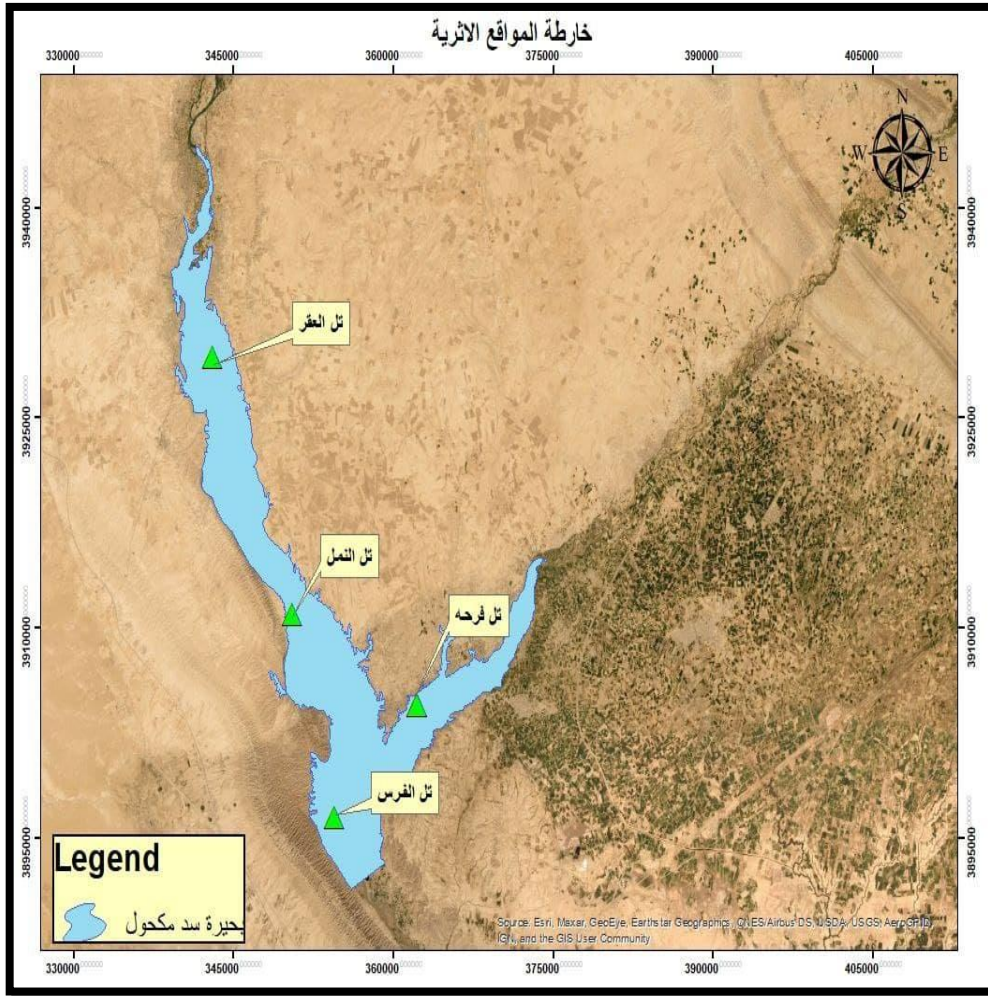 خارطة المواقع الاثرية
330000 345000 360000 375000 390000 405000
N
W E
S
3940000 3940000
تل العقر
3925000 3925000
تل النمل
تل فرحه
3910000 3910000
تل الفرس
3895000 3895000
Legend
بحيرة سد مكحول
Source: Esri, Maxar, GeoEye, Earthstar Geographics, CNES/Airbus DS, USDA, USGS, AeroGRID,
IGN, and the GIS User Community
330000 345000 360000 375000 390000 405000